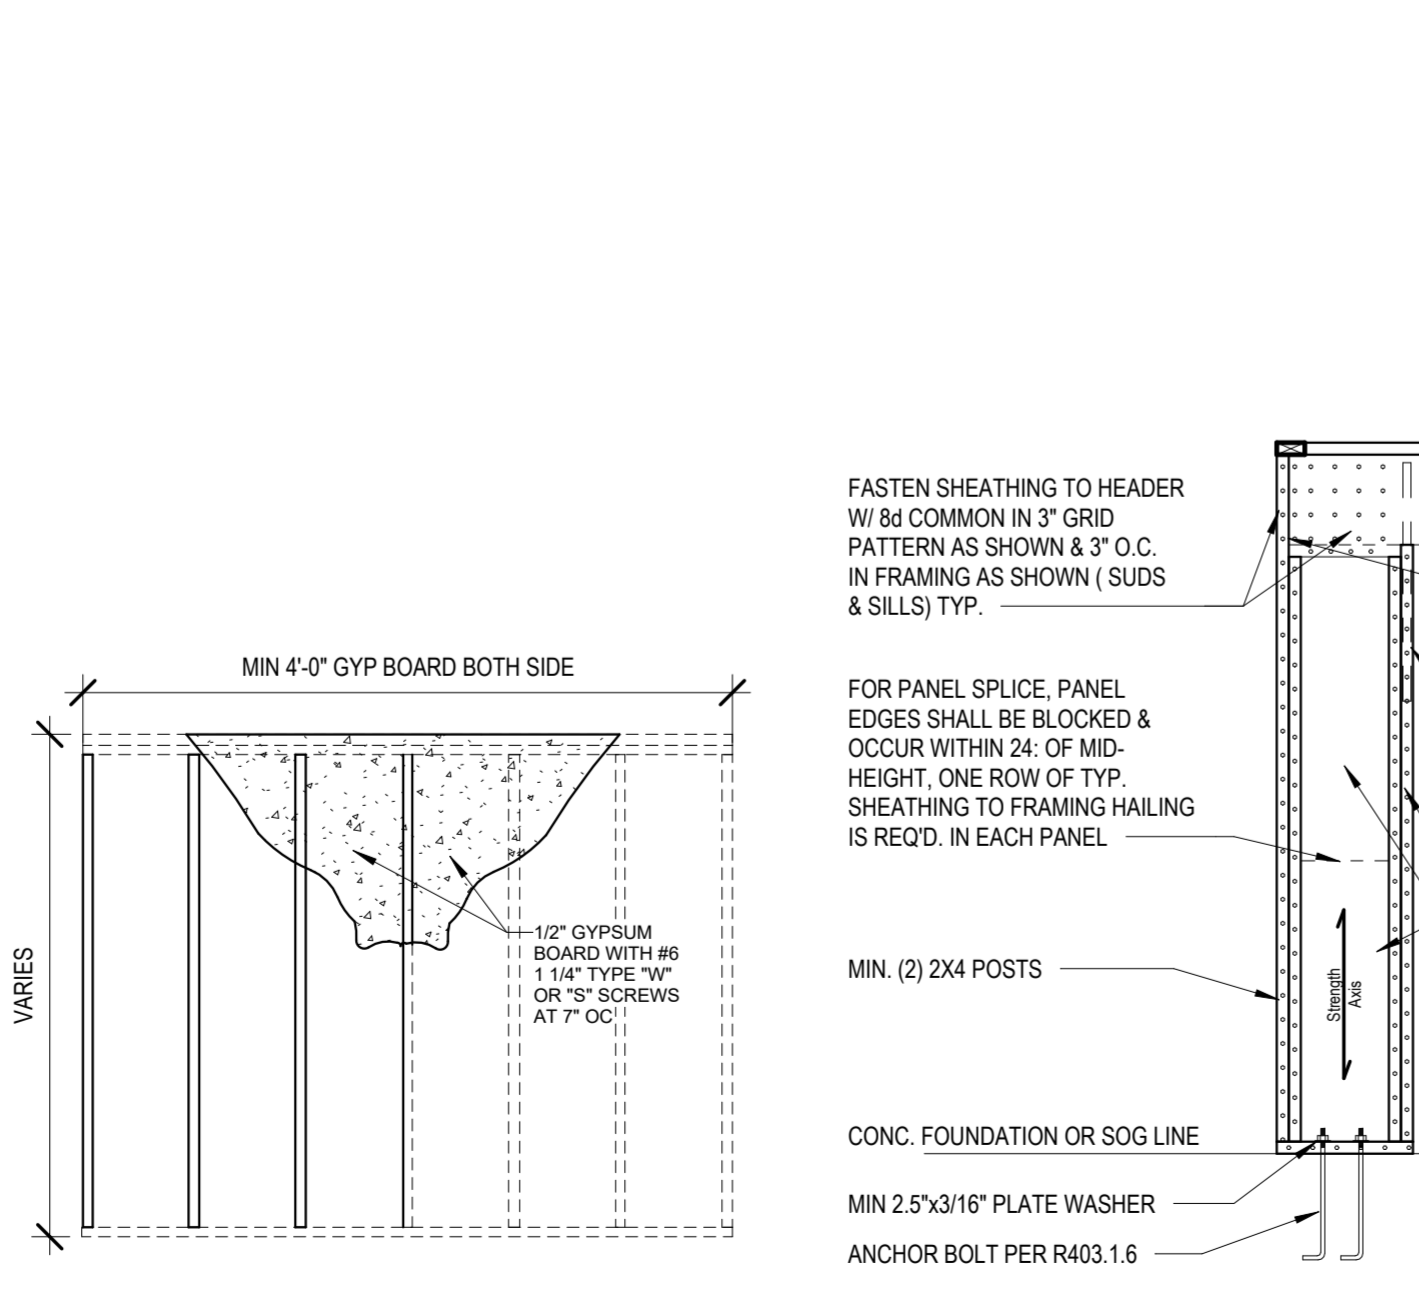 MIN 4'-0" GYP BOARD BOTH SIDE
VARIES
1/2" GYPSUM
BOARD WITH #6
1 1/4" TYPE "W"
OR "S" SCREWS
AT 7" OC
FASTEN SHEATHING TO HEADER
W/ 8d COMMON IN 3" GRID
PATTERN AS SHOWN & 3" O.C.
IN FRAMING AS SHOWN ( SUDS
& SILLS) TYP.
FOR PANEL SPLICE, PANEL
EDGES SHALL BE BLOCKED &
OCCUR WITHIN 24: OF MID-
HEIGHT, ONE ROW OF TYP.
SHEATHING TO FRAMING HAILING
IS REQ'D. IN EACH PANEL
MIN. (2) 2X4 POSTS
Strength
Axis
CONC. FOUNDATION OR SOG LINE
MIN 2.5"x3/16" PLATE WASHER
ANCHOR BOLT PER R403.1.6